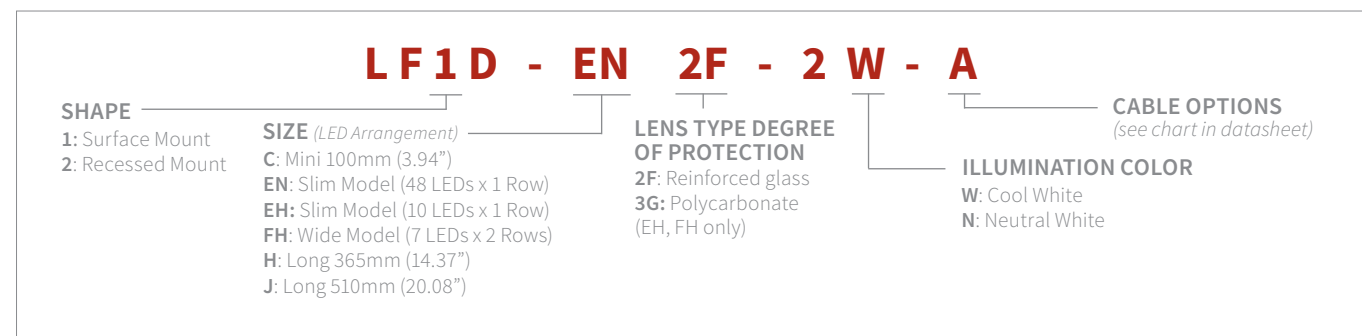 LF1D - EN 2F - 2 W - A
SHAPE
1: Surface Mount
2: Recessed Mount
SIZE (LED Arrangement)
C: Mini 100mm (3.94”)
EN: Slim Model (48 LEDs x 1 Row)
EH: Slim Model (10 LEDs x 1 Row)
FH: Wide Model (7 LEDs x 2 Rows)
H: Long 365mm (14.37”)
J: Long 510mm (20.08”)
LENS TYPE DEGREE
OF PROTECTION
2F: Reinforced glass
3G: Polycarbonate
(EH, FH only)
ILLUMINATION COLOR
W: Cool White
N: Neutral White
CABLE OPTIONS
(see chart in datasheet)